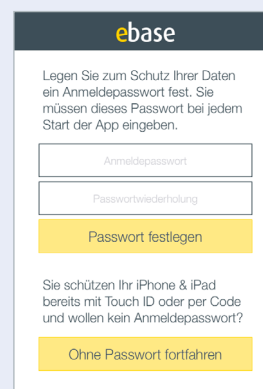 ebase
Legen Sie zum Schutz Ihrer Daten
ein Anmeldepasswort fest. Sie
müssen dieses Passwort bei jedem
Start der App eingeben.
Anmeldepasswort
Passwortwiederholung
Passwort festlegen
Sie schützen Ihr iPhone & iPad
bereits mit Touch ID oder per Code
und wollen kein Anmeldepasswort?
Ohne Passwort fortfahren